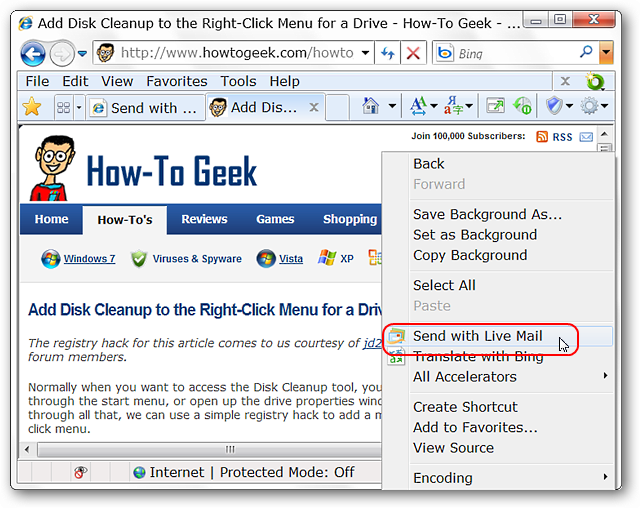 Add Disk Cleanup to the Right-Click Menu for a Drive - How-To Geek - ...
http://www.howtogeek.com/howto
Bing
File Edit View Favorites Tools Help
Send with ...
Add Dis...
Join 100,000 Subscribers: RSS
How-To Geek
Home How-To's Reviews Games Shopping
Windows 7 Viruses & Spyware Vista XP
Add Disk Cleanup to the Right-Click Menu for a Driv
The registry hack for this article comes to us courtesy of jd2
forum members.
Normally when you want to access the Disk Cleanup tool, you
through the start menu, or open up the drive properties wind
through all that, we can use a simple registry hack to add a m
click menu.
Back
Forward
Save Background As...
Set as Background
Copy Background
Select All
Paste
Send with Live Mail
Translate with Bing
All Accelerators
Create Shortcut
Add to Favorites...
View Source
Encoding
Internet | Protected Mode: Off